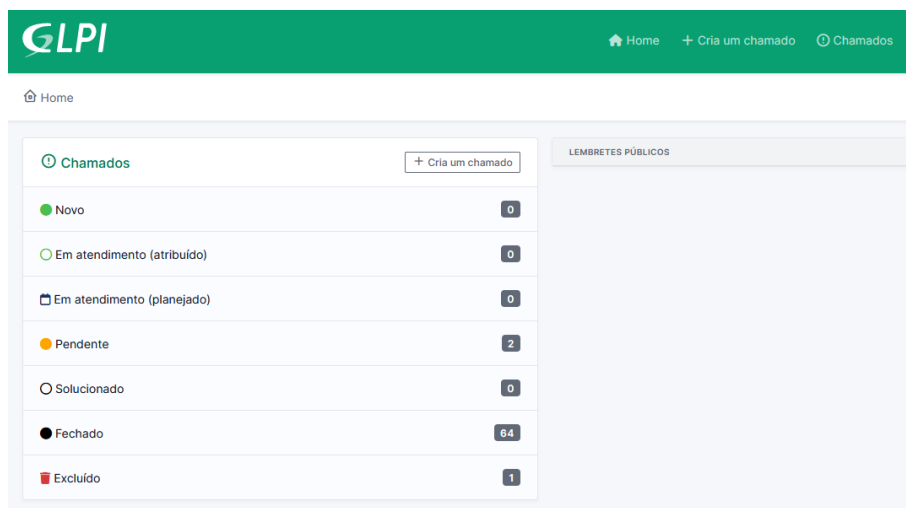 GLPI
Home + Cria um chamado Chamados
Home
Chamados + Cria um chamado
Novo 0
Em atendimento (atribuído) 0
Em atendimento (planejado) 0
Pendente 2
Solucionado 0
Fechado 64
Excluído 1
LEMBRETES PÚBLICOS